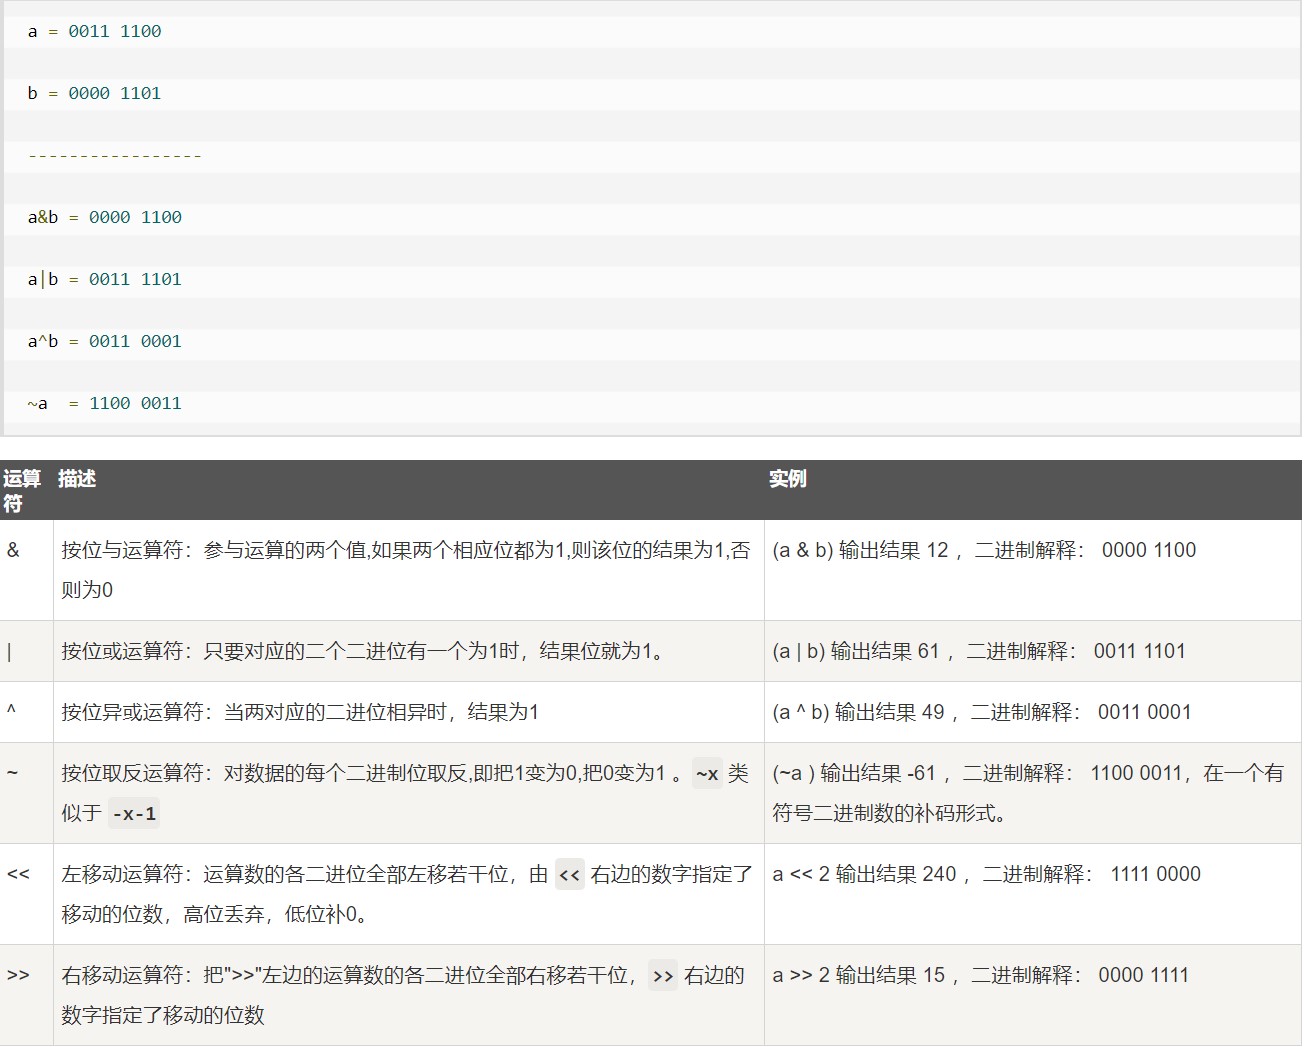 a = 0011 1100
b = 0000 1101
-----------------
a&b = 0000 1100
a|b = 0011 1101
a^b = 0011 0001
~a  = 1100 0011
运算符 描述 实例
& 按位与运算符：参与运算的两个值,如果两个相应位都为1,则该位的结果为1,否 (a & b) 输出结果 12 ，二进制解释： 0000 1100
则为0
| 按位或运算符：只要对应的二个二进位有一个为1时，结果位就为1。 (a | b) 输出结果 61 ，二进制解释： 0011 1101
^ 按位异或运算符：当两对应的二进位相异时，结果为1 (a ^ b) 输出结果 49 ，二进制解释： 0011 0001
~ 按位取反运算符：对数据的每个二进制位取反,即把1变为0,把0变为1 。~x 类 (~a ) 输出结果 -61 ，二进制解释： 1100 0011，在一个有
似于 -x-1 符号二进制数的补码形式。
<< 左移动运算符：运算数的各二进位全部左移若干位，由 << 右边的数字指定了 a << 2 输出结果 240 ，二进制解释： 1111 0000
移动的位数，高位丢弃，低位补0。
>> 右移动运算符：把">>"左边的运算数的各二进位全部右移若干位，>> 右边的 a >> 2 输出结果 15 ，二进制解释： 0000 1111
数字指定了移动的位数